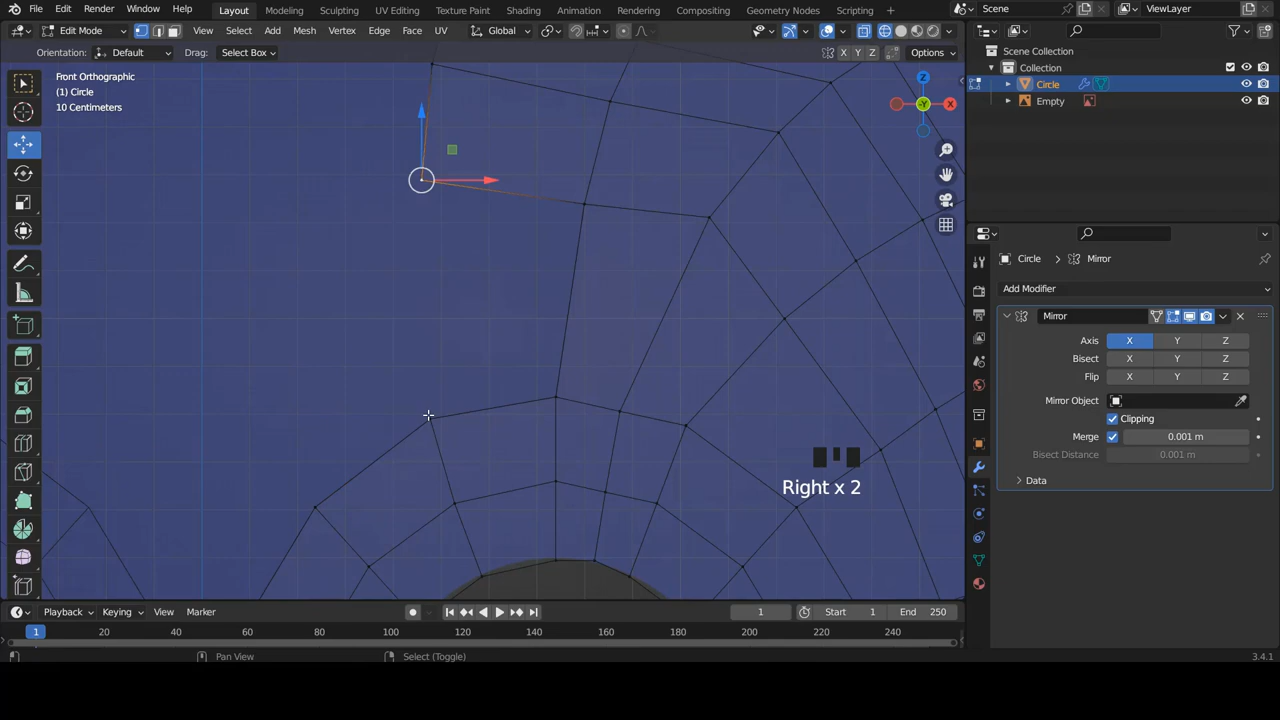 File Edit Render Window Help Layout Modeling Sculpting UV Editing Texture Paint Shading Animation Rendering Compositing Geometry Nodes Scripting Scene ViewLayer
Edit Mode View Select Add Mesh Vertex Edge Face UV Global
Orientation: Default Drag: Select Box X Y Z Options
Scene Collection
Collection
Circle
Empty
Front Orthographic
(1) Circle
10 Centimeters
Z
Y
X
Circle > Mirror
Add Modifier
Mirror
Axis X Y Z
Bisect X Y Z
Flip X Y Z
Mirror Object
Clipping
Merge 0.001 m
Bisect Distance 0.001 m
Data
Right x 2
Playback Keying View Marker 1 Start 1 End 250
1 20 40 60 80 100 120 140 160 180 200 220 240
Pan View Select (Toggle) 3.4.1